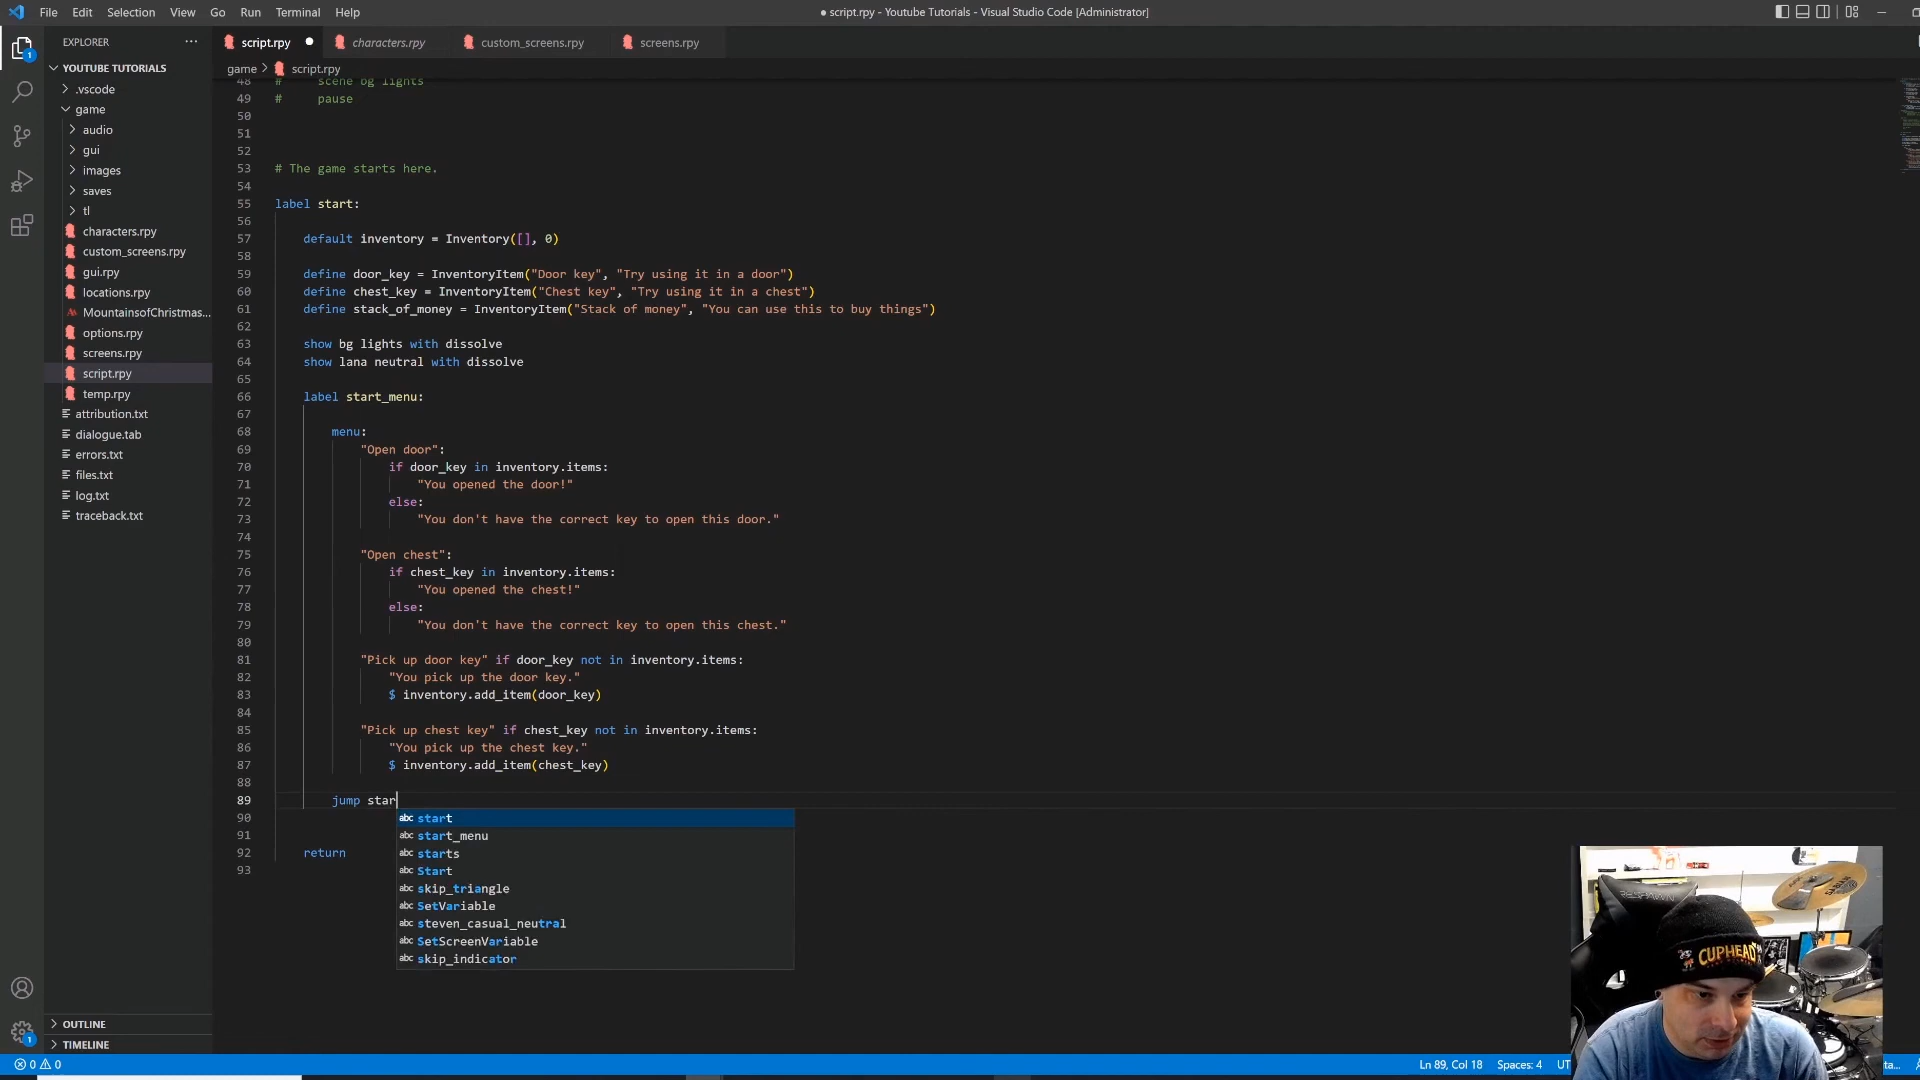 File Edit Selection View Go Run Terminal Help
● script.rpy - Youtube Tutorials - Visual Studio Code [Administrator]
EXPLORER ···
script.rpy ● characters.rpy custom_screens.rpy screens.rpy
YOUTUBE TUTORIALS
game > script.rpy
.vscode
game
audio
gui
images
saves
tl
characters.rpy
custom_screens.rpy
gui.rpy
locations.rpy
MountainsofChristmas...
options.rpy
screens.rpy
script.rpy
temp.rpy
attribution.txt
dialogue.tab
errors.txt
files.txt
log.txt
traceback.txt
OUTLINE
TIMELINE
48 # scene bg lights
49 # pause
50
51
52
53 # The game starts here.
54
55 label start:
56
57 default inventory = Inventory([], 0)
58
59 define door_key = InventoryItem("Door key", "Try using it in a door")
60 define chest_key = InventoryItem("Chest key", "Try using it in a chest")
61 define stack_of_money = InventoryItem("Stack of money", "You can use this to buy things")
62
63 show bg lights with dissolve
64 show lana neutral with dissolve
65
66 label start_menu:
67
68 menu:
69 "Open door":
70 if door_key in inventory.items:
71 "You opened the door!"
72 else:
73 "You don't have the correct key to open this door."
74
75 "Open chest":
76 if chest_key in inventory.items:
77 "You opened the chest!"
78 else:
79 "You don't have the correct key to open this chest."
80
81 "Pick up door key" if door_key not in inventory.items:
82 "You pick up the door key."
83 $ inventory.add_item(door_key)
84
85 "Pick up chest key" if chest_key not in inventory.items:
86 "You pick up the chest key."
87 $ inventory.add_item(chest_key)
88
89 jump star
90
91
92 return
93
abc start
abc start_menu
abc starts
abc Start
abc skip_triangle
abc SetVariable
abc steven_casual_neutral
abc SetScreenVariable
abc skip_indicator
CUPHEAD
SABIAN
1
1
0 0
Ln 89, Col 18 Spaces: 4 UT